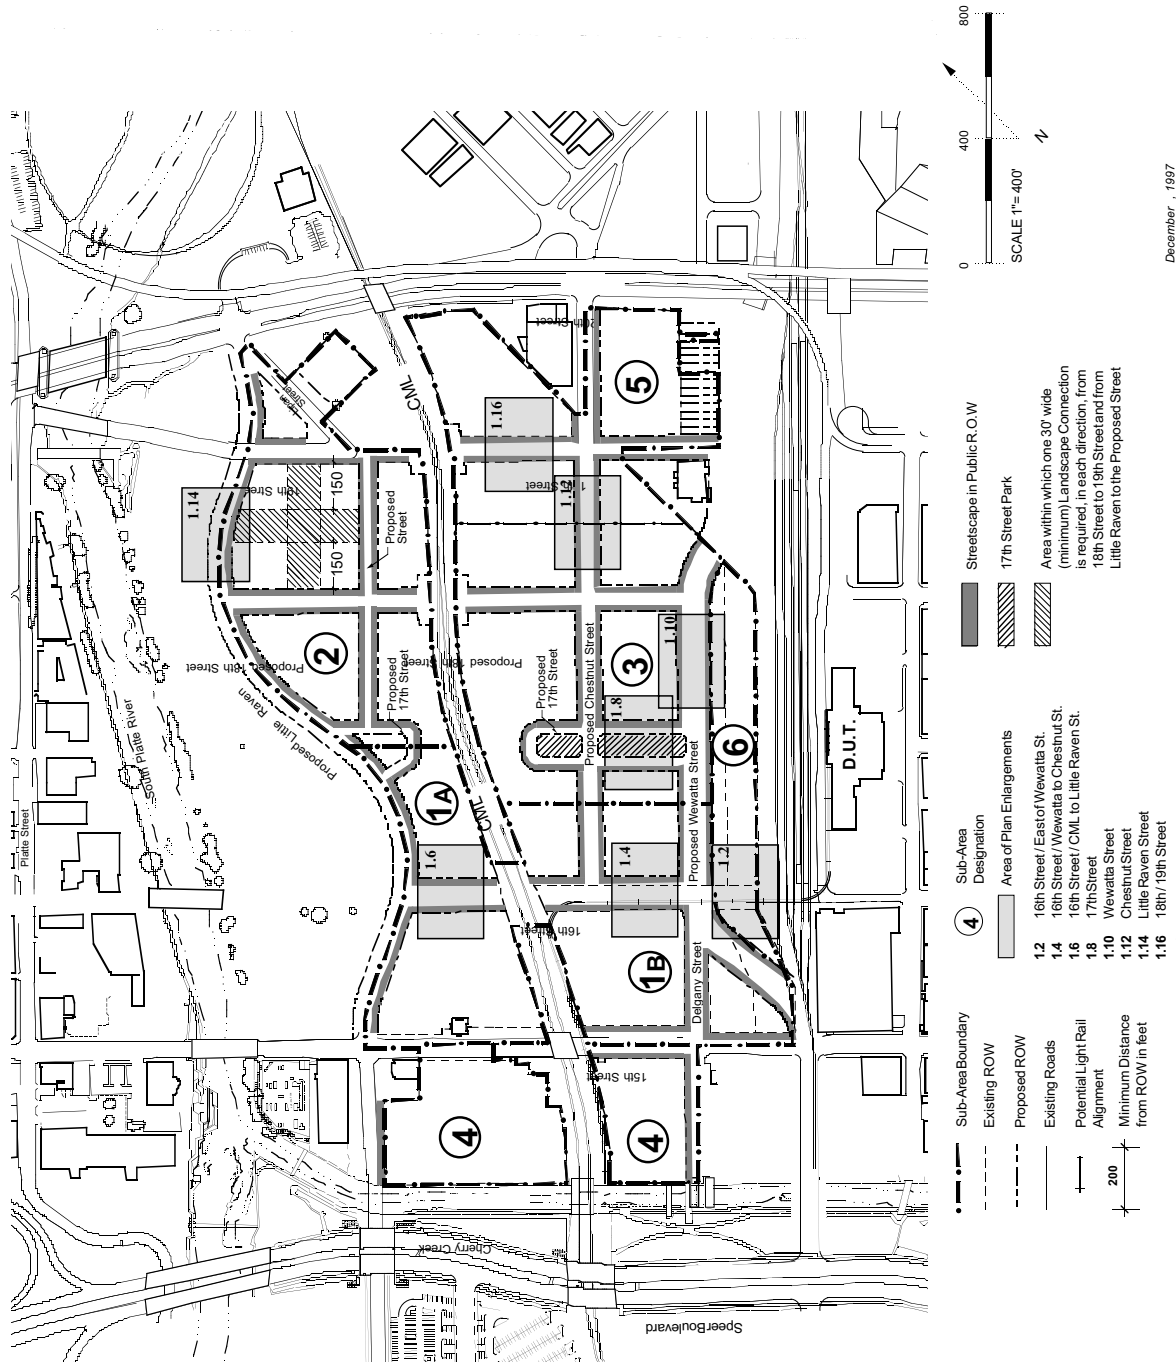 Platte Street
South Platte River
Proposed Little Raven
1.14
19th Street
150
150
Proposed
Street
Proposed 18th Street
2
Proposed
17th Street
Proposed 18th Street
CML
1A
CML
1.6
16th Street
20th Street
5
1.16
1.12
Proposed
17th Street
Proposed Chestnut Street
3
1.10
1.8
6
Proposed Wewatta Street
1.4
1.2
D.U.T.
1B
Delgany Street
15th Street
4
4
Cherry Creek
Speer Boulevard
Sub-Area Boundary
Existing ROW
Proposed ROW
Existing Roads
Potential Light Rail
Alignment
200
Minimum Distance
from ROW in feet
4
Sub-Area
Designation
Area of Plan Enlargements
1.2 16th Street / East of Wewatta St.
1.4 16th Street / Wewatta to Chestnut St.
1.6 16th Street / CML to Little Raven St.
1.8 17th Street
1.10 Wewatta Street
1.12 Chestnut Street
1.14 Little Raven Street
1.16 18th / 19th Street
Streetscape in Public R.O.W
17th Street Park
Area within which one 30' wide
(minimum) Landscape Connection
is required, in each direction, from
18th Street to 19th Street and from
Little Raven to the Proposed Street
0
400
800
SCALE 1"= 400'
N
December , 1997